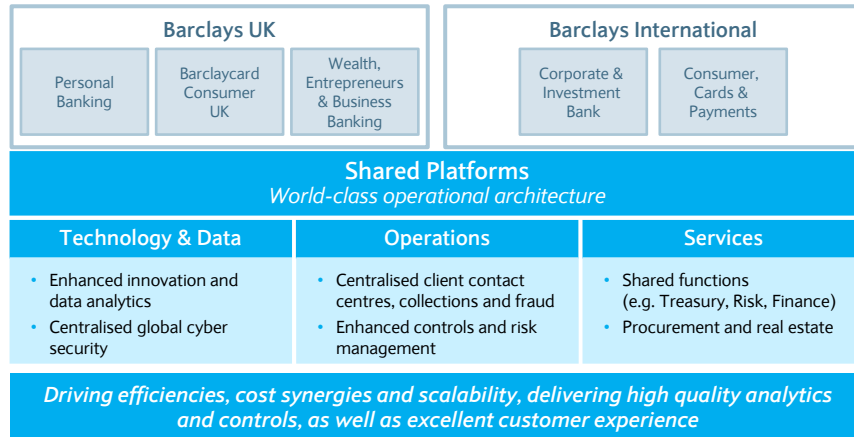 Barclays UK
Personal
Banking
Barclaycard
Consumer
UK
Wealth,
Entrepreneurs
& Business
Banking
Barclays International
Corporate &
Investment
Bank
Consumer,
Cards &
Payments
Shared Platforms
World-class operational architecture
Technology & Data
• Enhanced innovation and
data analytics
• Centralised global cyber
security
Operations
• Centralised client contact
centres, collections and fraud
• Enhanced controls and risk
management
Services
• Shared functions
(e.g. Treasury, Risk, Finance)
• Procurement and real estate
Driving efficiencies, cost synergies and scalability, delivering high quality analytics
and controls, as well as excellent customer experience